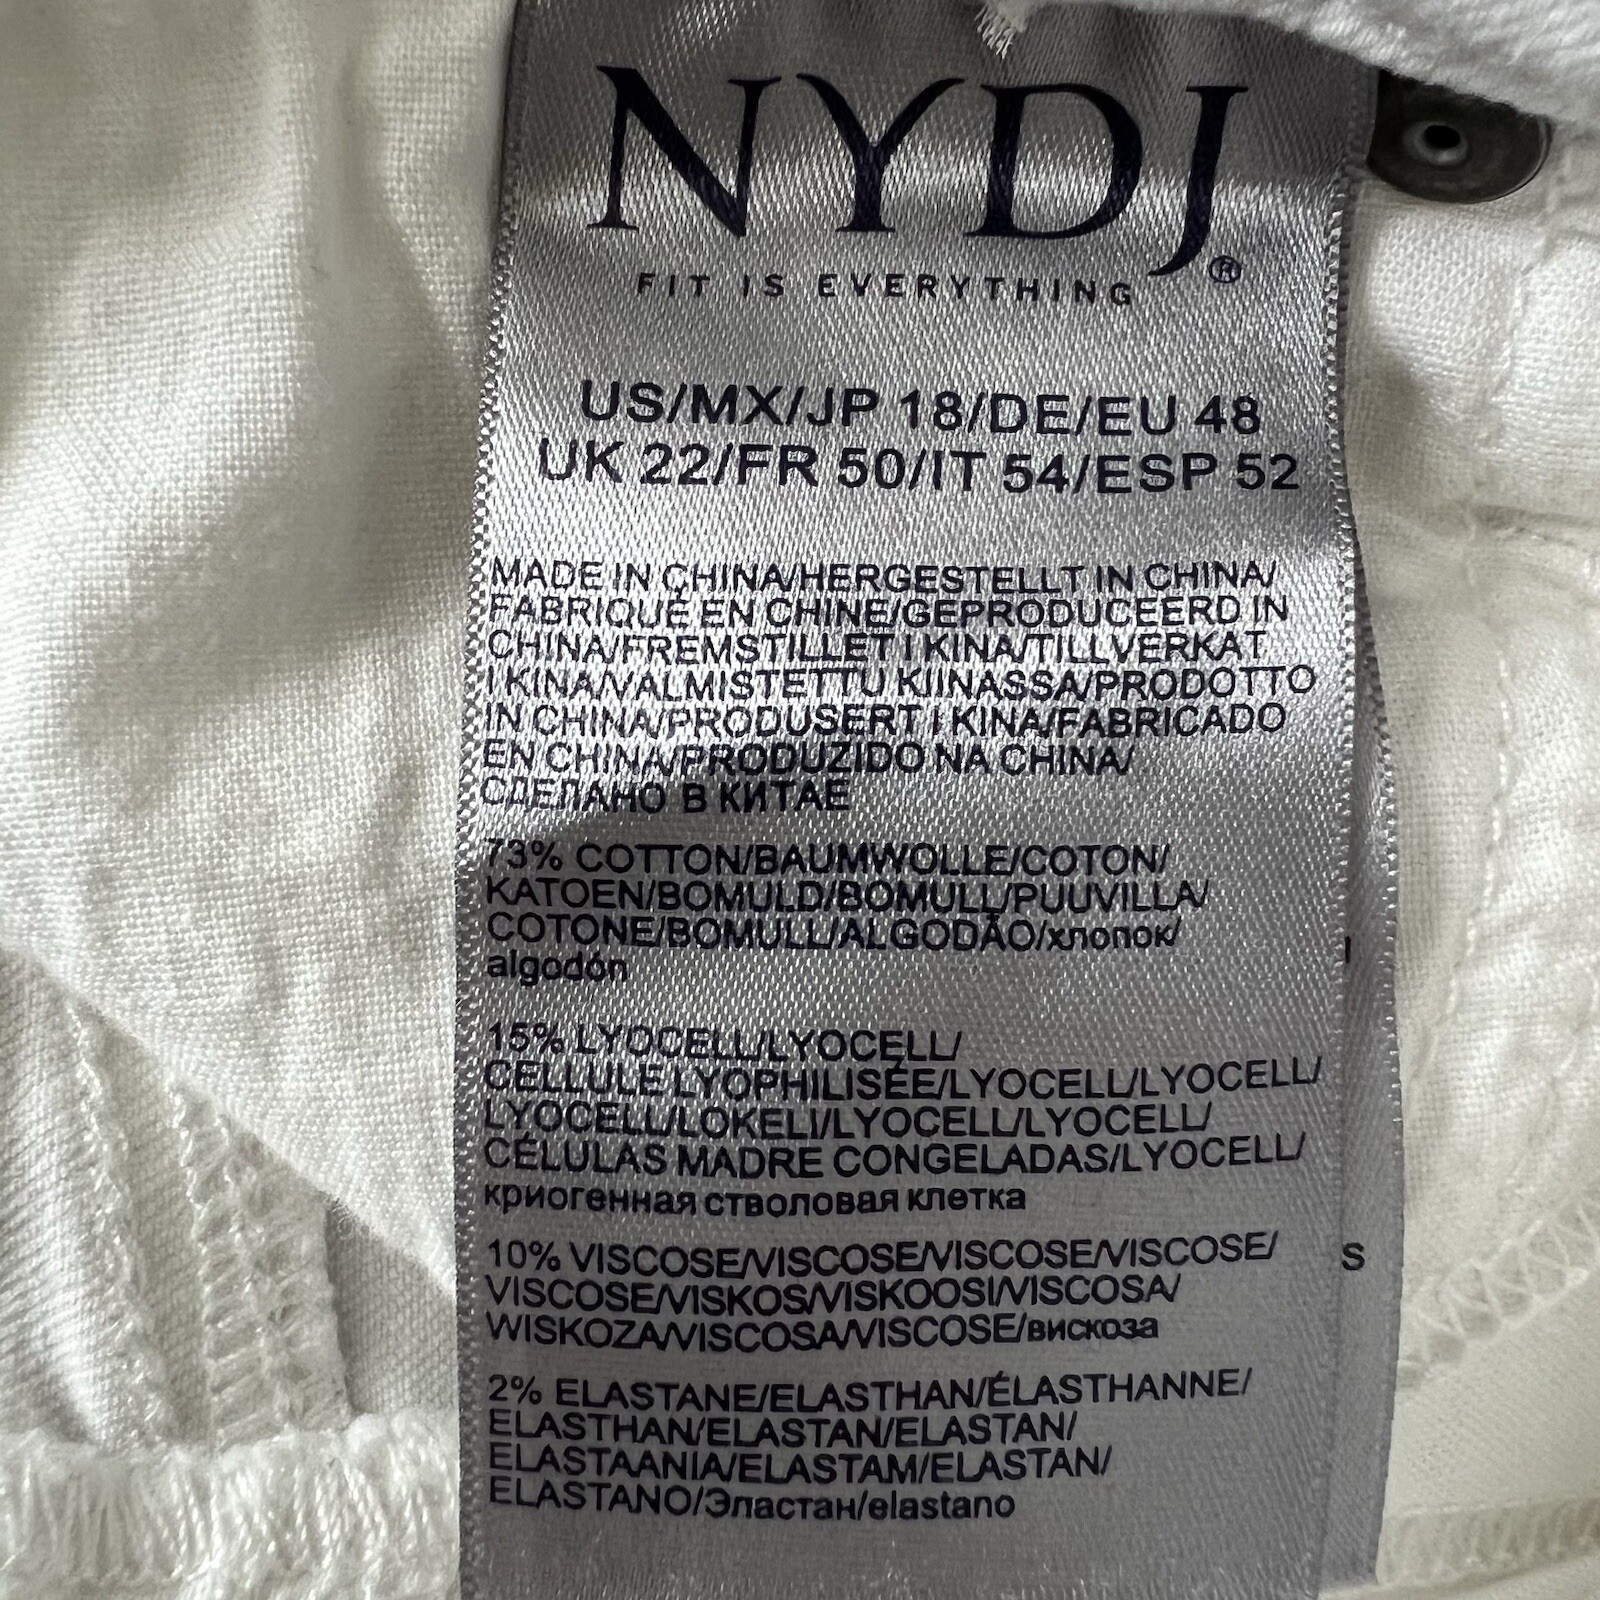 NYDJ®
FIT IS EVERYTHING
US/MX/JP 18/DE/EU 48
UK 22/FR 50/IT 54/ESP 52
MADE IN CHINA/HERGESTELLT IN CHINA/
FABRIQUÉ EN CHINE/GEPRODUCEERD IN
CHINA/FREMSTILLET I KINA/TILLVERKAT
I KINA/VALMISTETTU KIINASSA/PRODOTTO
IN CHINA/PRODUSERT I KINA/FABRICADO
EN CHINA/PRODUZIDO NA CHINA/
СДЕЛАНО В КИТАЕ
73% COTTON/BAUMWOLLE/COTON/
KATOEN/BOMULD/BOMULL/PUUVILLA/
COTONE/BOMULL/ALGODÃO/хлопок/
algodón
15% LYOCELL/LYOCELL/
CELLULE LYOPHILISÉE/LYOCELL/LYOCELL/
LYOCELL/LOKELI/LYOCELL/LYOCELL/
CÉLULAS MADRE CONGELADAS/LYOCELL/
криогенная стволовая клетка
10% VISCOSE/VISCOSE/VISCOSE/VISCOSE/
VISCOSE/VISKOS/VISKOOSI/VISCOSA/
WISKOZA/VISCOSA/VISCOSE/вискоза
2% ELASTANE/ELASTHAN/ÉLASTHANNE/
ELASTHAN/ELASTAN/ELASTAN/
ELASTAANIA/ELASTAM/ELASTAN/
ELASTANO/Эластан/elastano
S